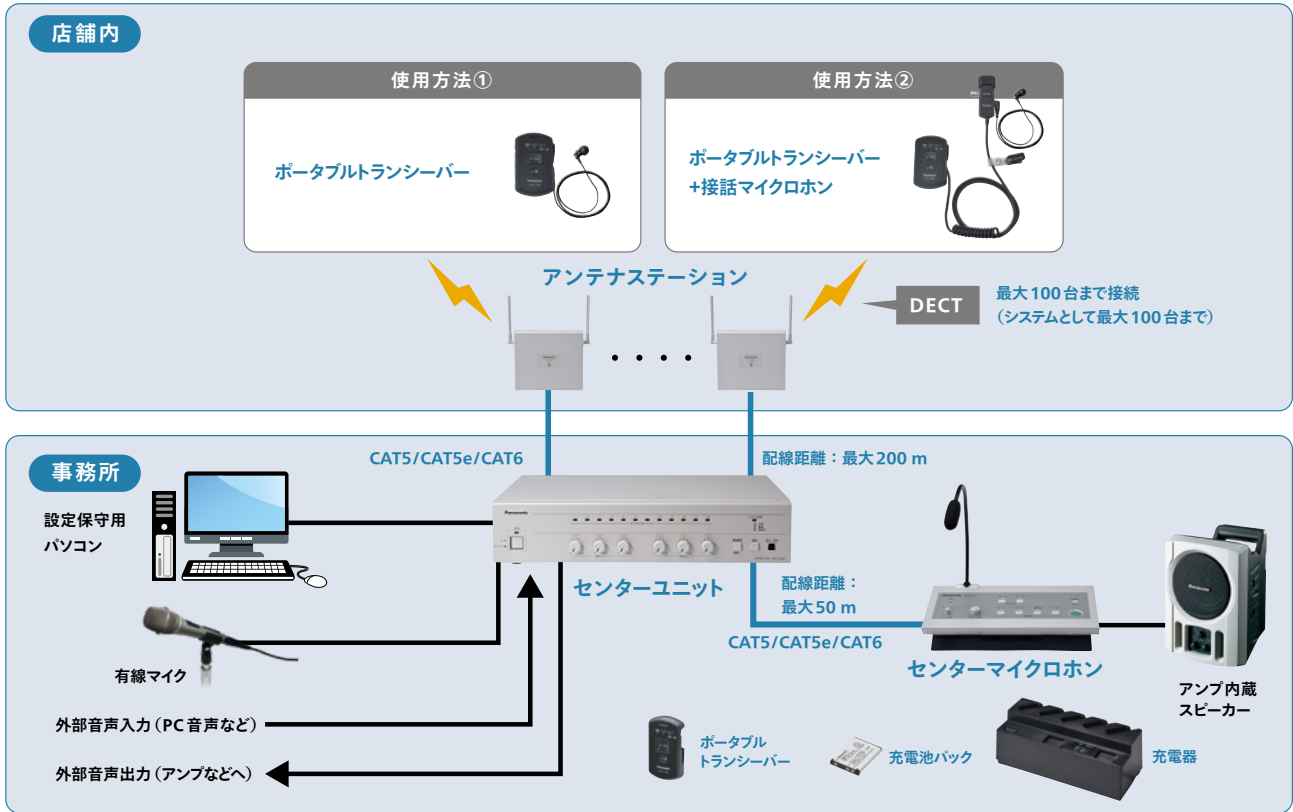 店舗内
使用方法①
ポータブルトランシーバー
使用方法②
ポータブルトランシーバー
+接話マイクロホン
アンテナステーション
DECT
最大100台まで接続
（システムとして最大100台まで）
事務所
CAT5/CAT5e/CAT6
配線距離：最大200 m
設定保守用
パソコン
Panasonic
センターユニット
配線距離：
最大50 m
CAT5/CAT5e/CAT6
センターマイクロホン
有線マイク
アンプ内蔵
スピーカー
外部音声入力（PC音声など）
外部音声出力（アンプなどへ）
ポータブル
トランシーバー
充電池パック
充電器